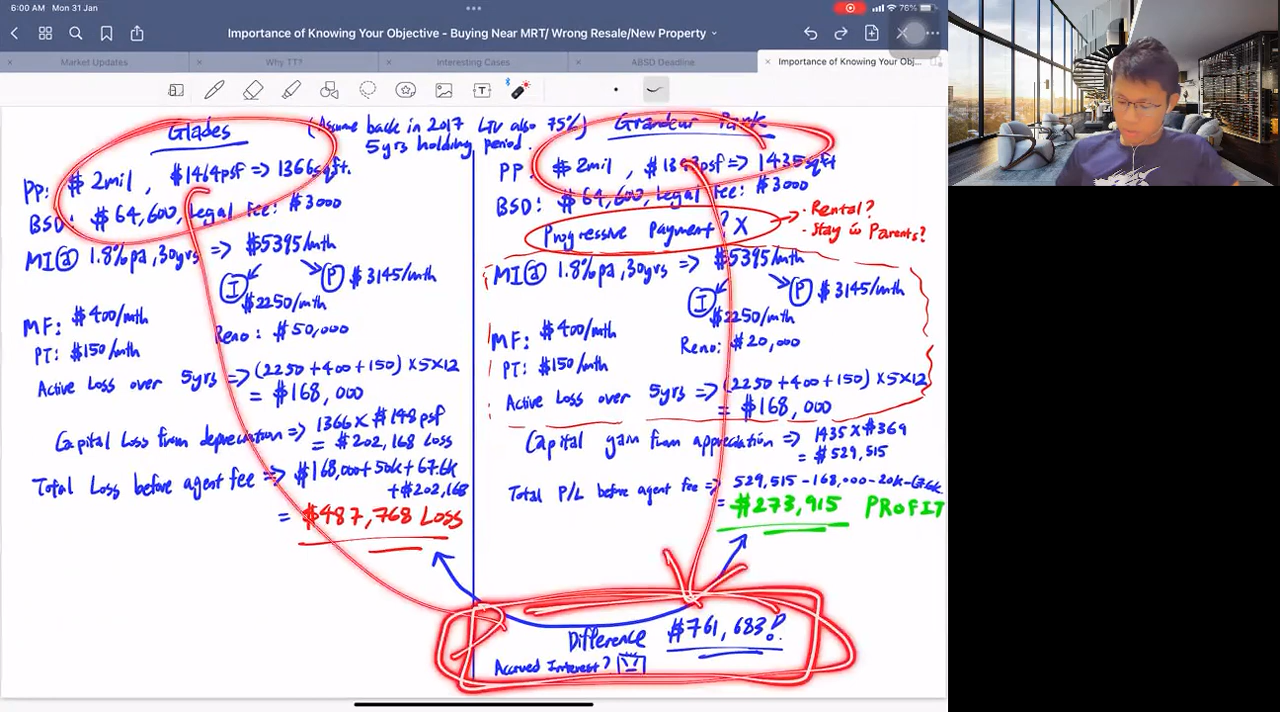 6:00 AM Mon 31 Jan
76%
Importance of Knowing Your Objective - Buying Near MRT/ Wrong Resale/New Property
Market Updates
Why TT?
Interesting Cases
ABSD Deadline
Importance of Knowing Your Obj...
Glades
(Assume back in 2017 LTV also 75%)
5yrs holding period.
PP: $2mil, $1464psf => 1366sqft.
BSD: $64,600, Legal fee: $3000
MI @ 1.8%pa, 30yrs => $5395/mth
I
$2250/mth
P $3145/mth
MF: $400/mth
Reno: $50,000
PT: $150/mth
Active Loss over 5yrs => (2250+400+150) x5x12
= $168,000
Capital Loss from depreciation => 1366 x $148psf
= $202,168 Loss
Total Loss before agent fee => $168,000+50k+67.6k
+$202,168
= $487,768 Loss
Grandeur Park
PP: $2mil, psf => 1435sqft
BSD: $64,600, Legal fee: $3000
Progressive Payment? X
· Rental?
· Stay w Parents?
MI @ 1.8%pa, 30yrs => $5395/mth
I
$2250/mth
P $3145/mth
MF: $400/mth
Reno: $20,000
PT: $150/mth
Active Loss over 5yrs => (2250+400+150) x5x12
= $168,000
Capital gain from appreciation => 1435 x $369
= $529,515
Total P/L before agent fee => 529,515-168,000-20k-67.6k
= $273,915 PROFIT
Difference $761,683?!
Accrued Interest?